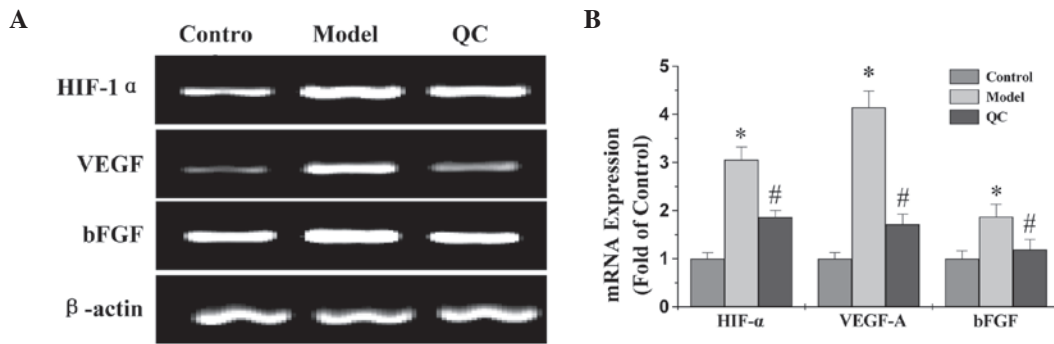 A
Contro Model QC
HIF-1 α
VEGF
bFGF
β-actin
B
mRNA Expression
(Fold of Control)
5
4
3
2
1
0
* # * # * #
Control
Model
QC
HIF-α VEGF-A bFGF